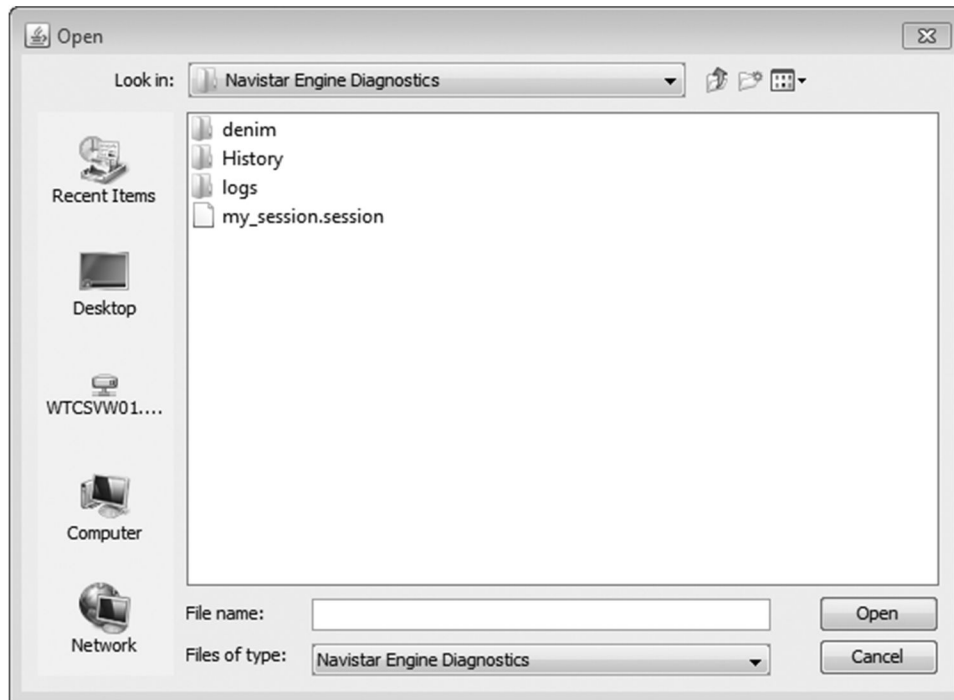 Open
Look in: Navistar Engine Diagnostics
denim
History
logs
my_session.session
Recent Items
Desktop
WTCSVW01....
Computer
Network
File name:
Open
Files of type: Navistar Engine Diagnostics
Cancel